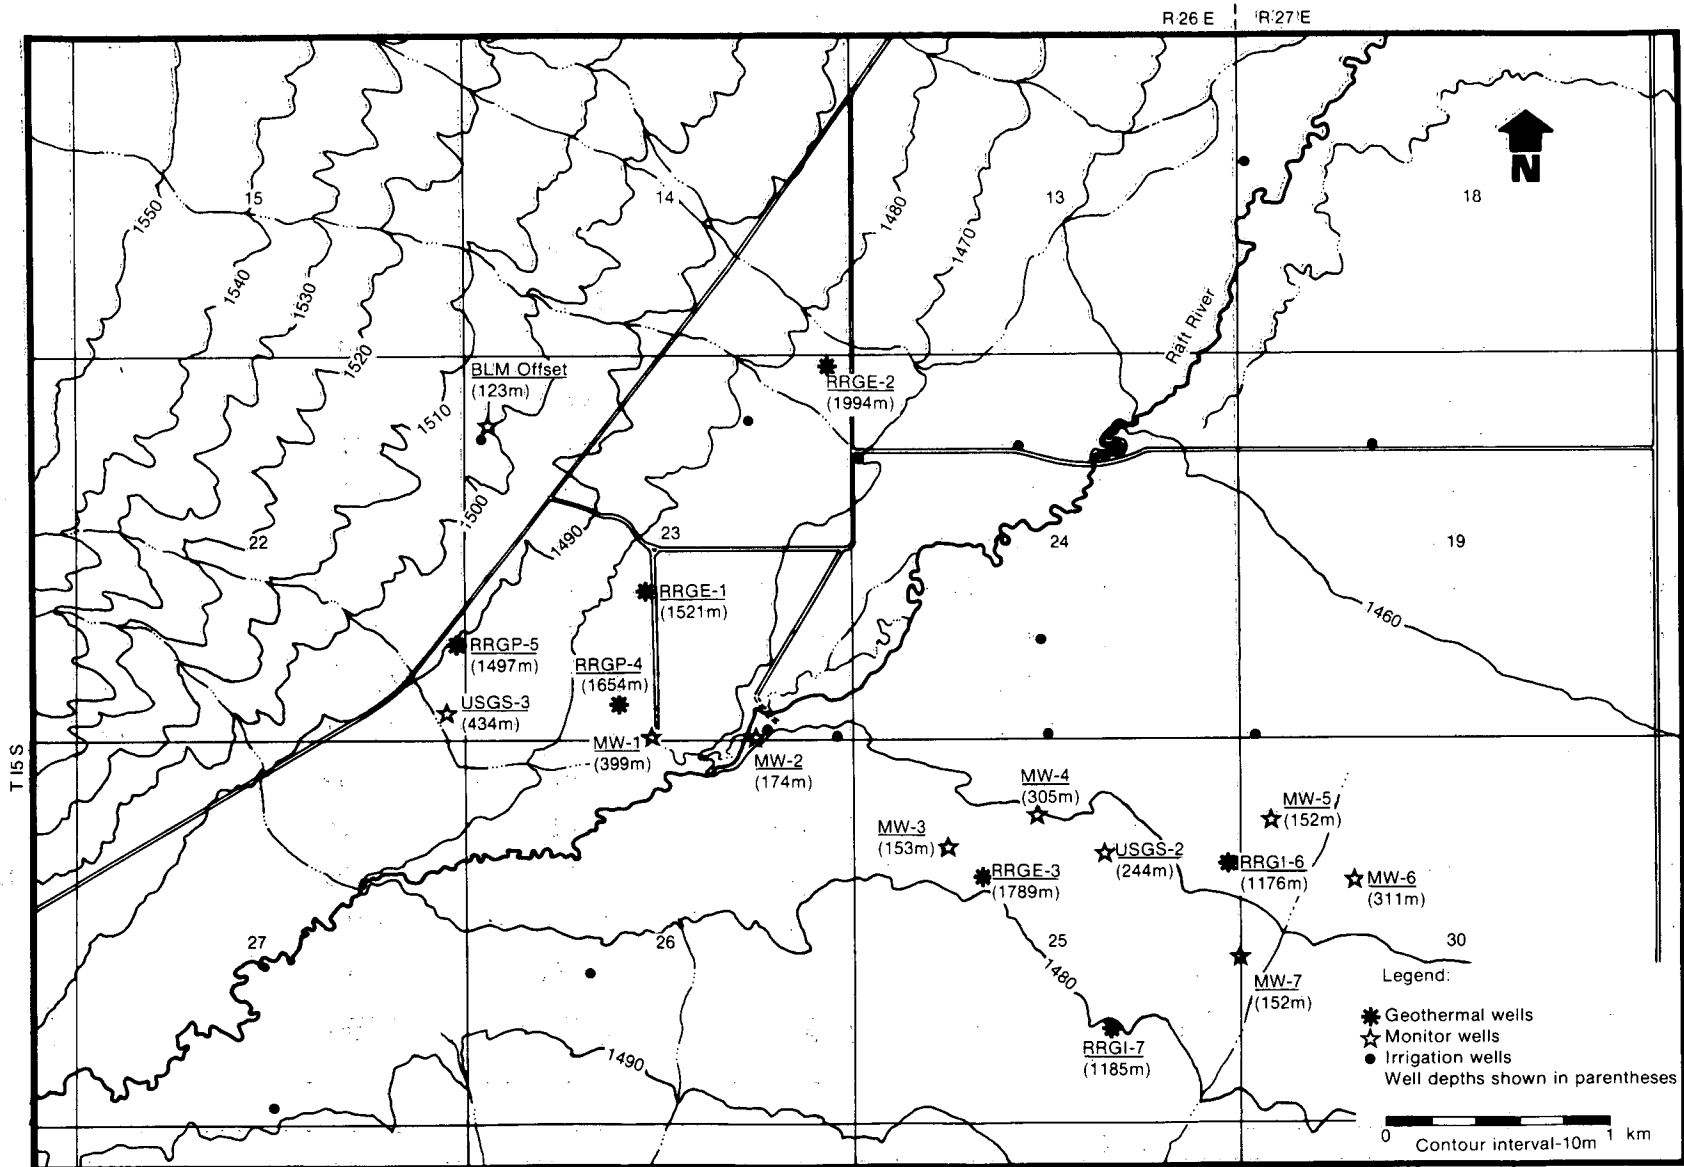 R 26 E
R 27 E
N
15
14
13
18
1550
1540
1530
1520
1510
1500
1490
1480
1470
Raft River
BLM Offset
(123m)
RRGE-2
(1994m)
22
23
24
19
RRGE-1
(1521m)
1460
RRGP-5
(1497m)
RRGP-4
(1654m)
USGS-3
(434m)
T 15 S
MW-1
(399m)
MW-2
(174m)
MW-4
(305m)
MW-5
(152m)
MW-3
(153m)
USGS-2
(244m)
RRGI-6
(1176m)
RRGE-3
(1789m)
MW-6
(311m)
27
26
25
30
1480
MW-7
(152m)
RRGI-7
(1185m)
1490
Legend:
Geothermal wells
Monitor wells
Irrigation wells
Well depths shown in parentheses
0
1 km
Contour interval-10m